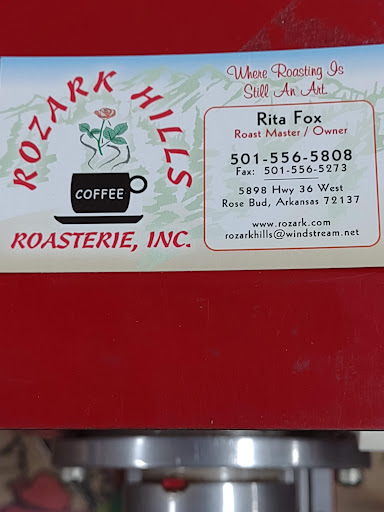 ROZARK HILLS
COFFEE
ROASTERIE, INC.
Where Roasting Is
Still An Art.
Rita Fox
Roast Master / Owner
501-556-5808
Fax: 501-556-5273
5898 Hwy 36 West
Rose Bud, Arkansas 72137
www.rozark.com
rozarkhills@windstream.net